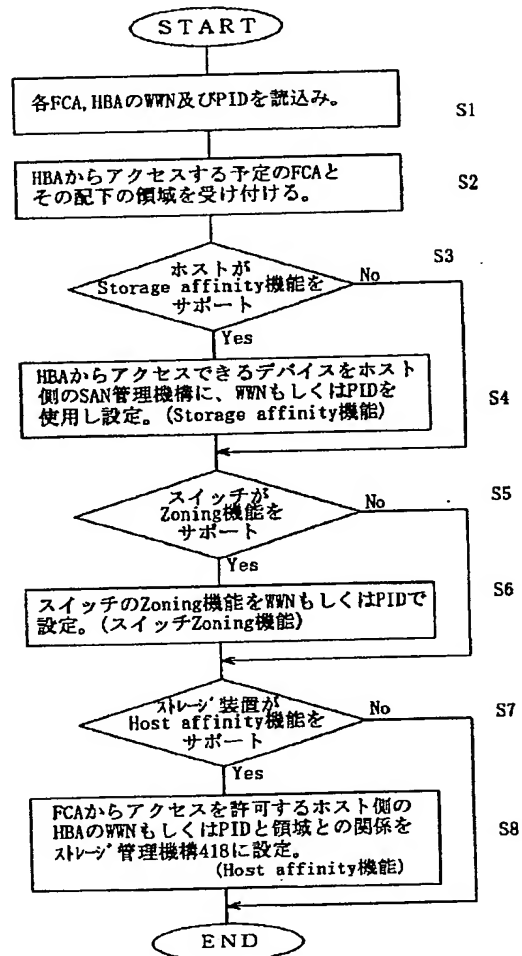 START
各FCA,HBAのWWN及びPIDを読込み。
S1
HBAからアクセスする予定のFCAと
その配下の領域を受け付ける。
S2
ホストが
Storage affinity機能を
サポート
No
S3
Yes
HBAからアクセスできるデバイスをホスト
側のSAN管理機構に、WWNもしくはPIDを
使用し設定。(Storage affinity機能)
S4
スイッチが
Zoning機能を
サポート
No
S5
Yes
スイッチのZoning機能をWWNもしくはPIDで
設定。(スイッチZoning機能)
S6
ストレージ装置が
Host affinity機能を
サポート
No
S7
Yes
FCAからアクセスを許可するホスト側の
HBAのWWNもしくはPIDと領域との関係を
ストレージ管理機構418に設定。
(Host affinity機能)
S8
END